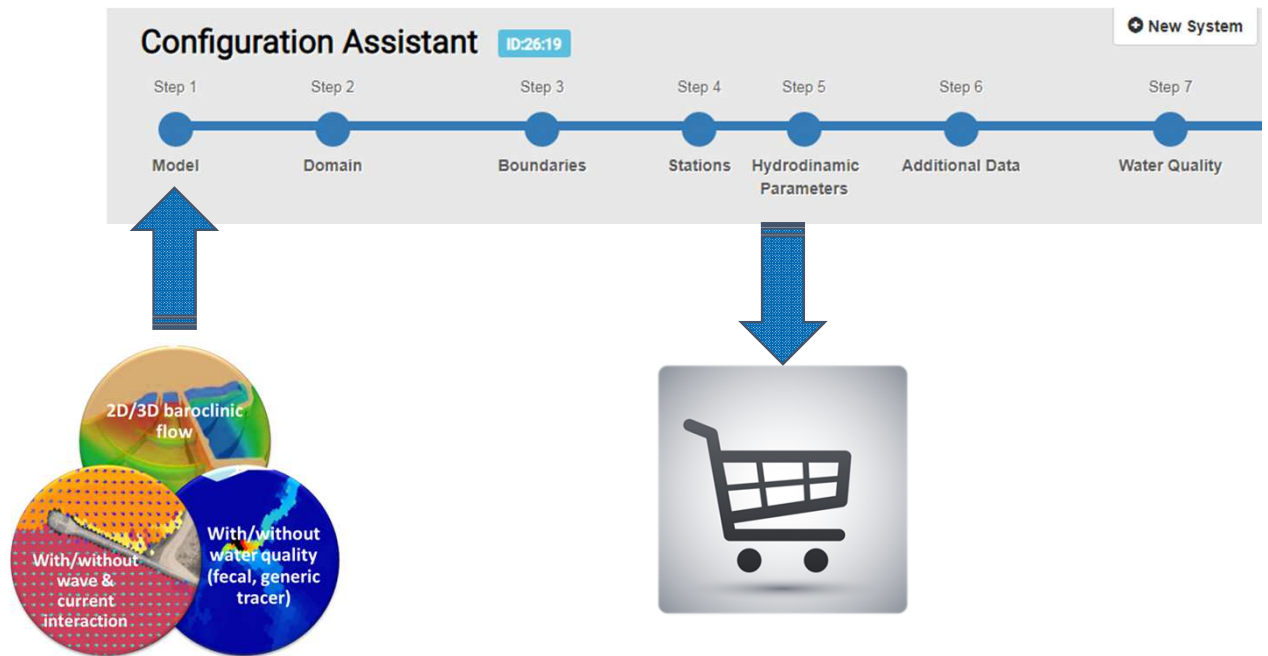 Configuration Assistant ID:26:19
New System
Step 1 Step 2 Step 3 Step 4 Step 5 Step 6 Step 7
Model Domain Boundaries Stations Hydrodinamic Additional Data Water Quality
Parameters
2D/3D baroclinic
flow
With/without
wave &
current
interaction
With/without
water quality
(fecal, generic
tracer)